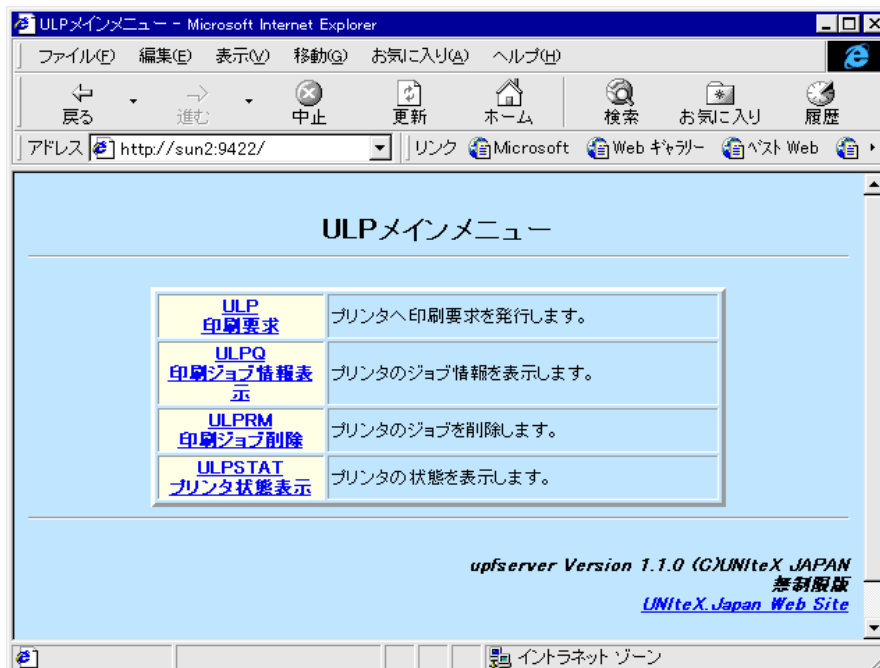 ULPメインメニュー - Microsoft Internet Explorer
ファイル(F) 編集(E) 表示(V) 移動(G) お気に入り(A) ヘルプ(H)
戻る 進む 中止 更新 ホーム 検索 お気に入り 履歴
アドレス http://sun2:9422/ リンク Microsoft Web ギャラリー ベスト Web
ULPメインメニュー
ULP
印刷要求
プリンタへ印刷要求を発行します。
ULPQ
印刷ジョブ情報表
示
プリンタのジョブ情報を表示します。
ULPRM
印刷ジョブ削除
プリンタのジョブを削除します。
ULPSTAT
プリンタ状態表示
プリンタの状態を表示します。
upfserver Version 1.1.0 (C)UNIteX JAPAN
無制限版
UNIteX.Japan Web Site
イントラネット ゾーン